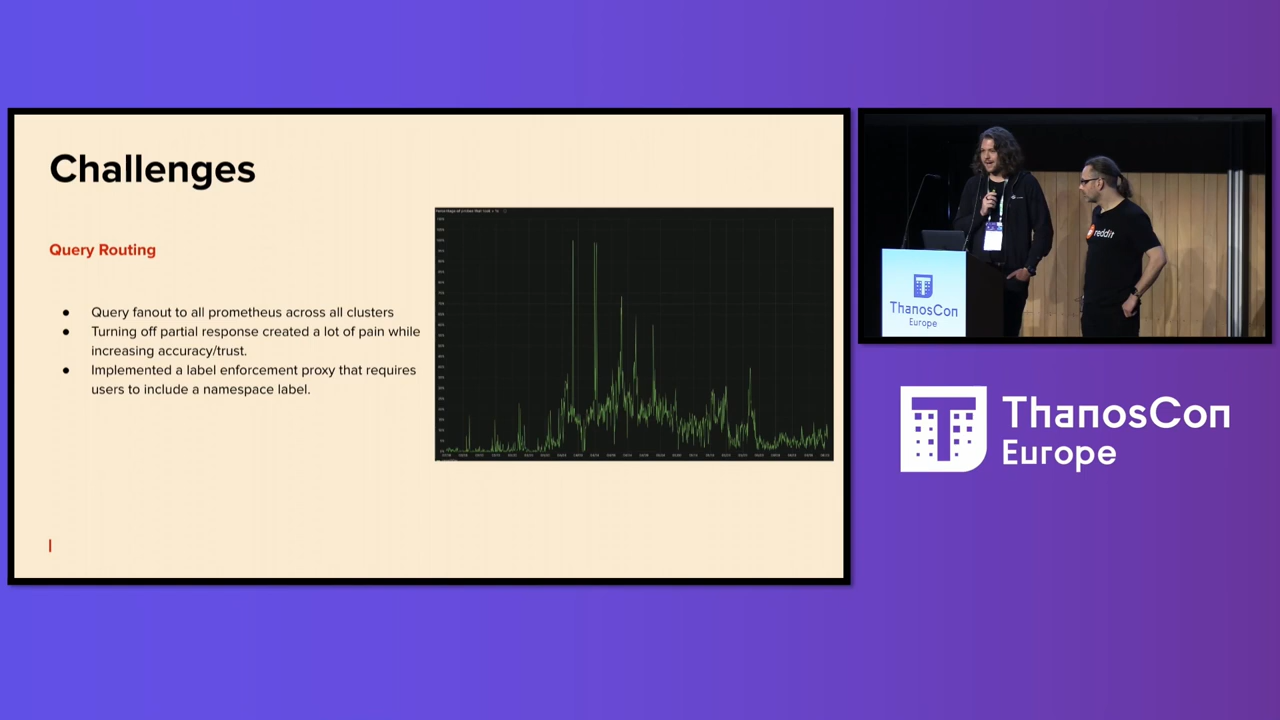 Challenges
Query Routing
● Query fanout to all prometheus across all clusters
● Turning off partial response created a lot of pain while
increasing accuracy/trust.
● Implemented a label enforcement proxy that requires
users to include a namespace label.
reddit
ThanosCon
Europe
ThanosCon
Europe